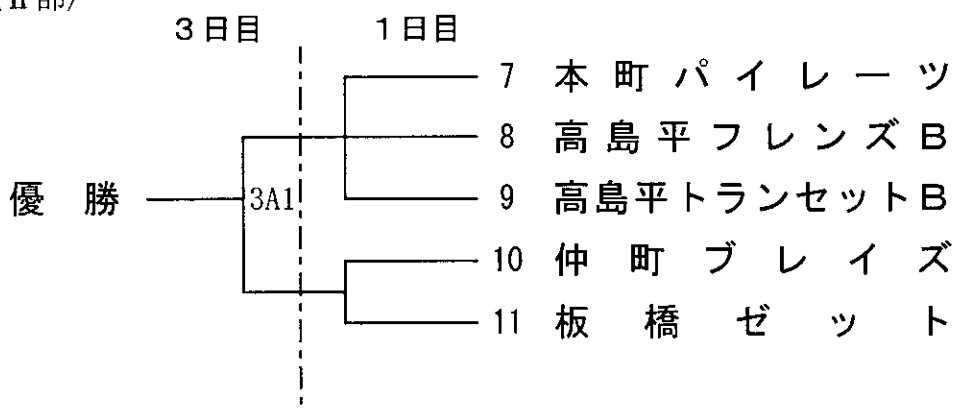 3日目 1日目
7 本町パイレーツ
8 高島平フレンズB
優勝 3A1 9 高島平トランセットB
10 仲町ブレイズ
11 板橋ゼット